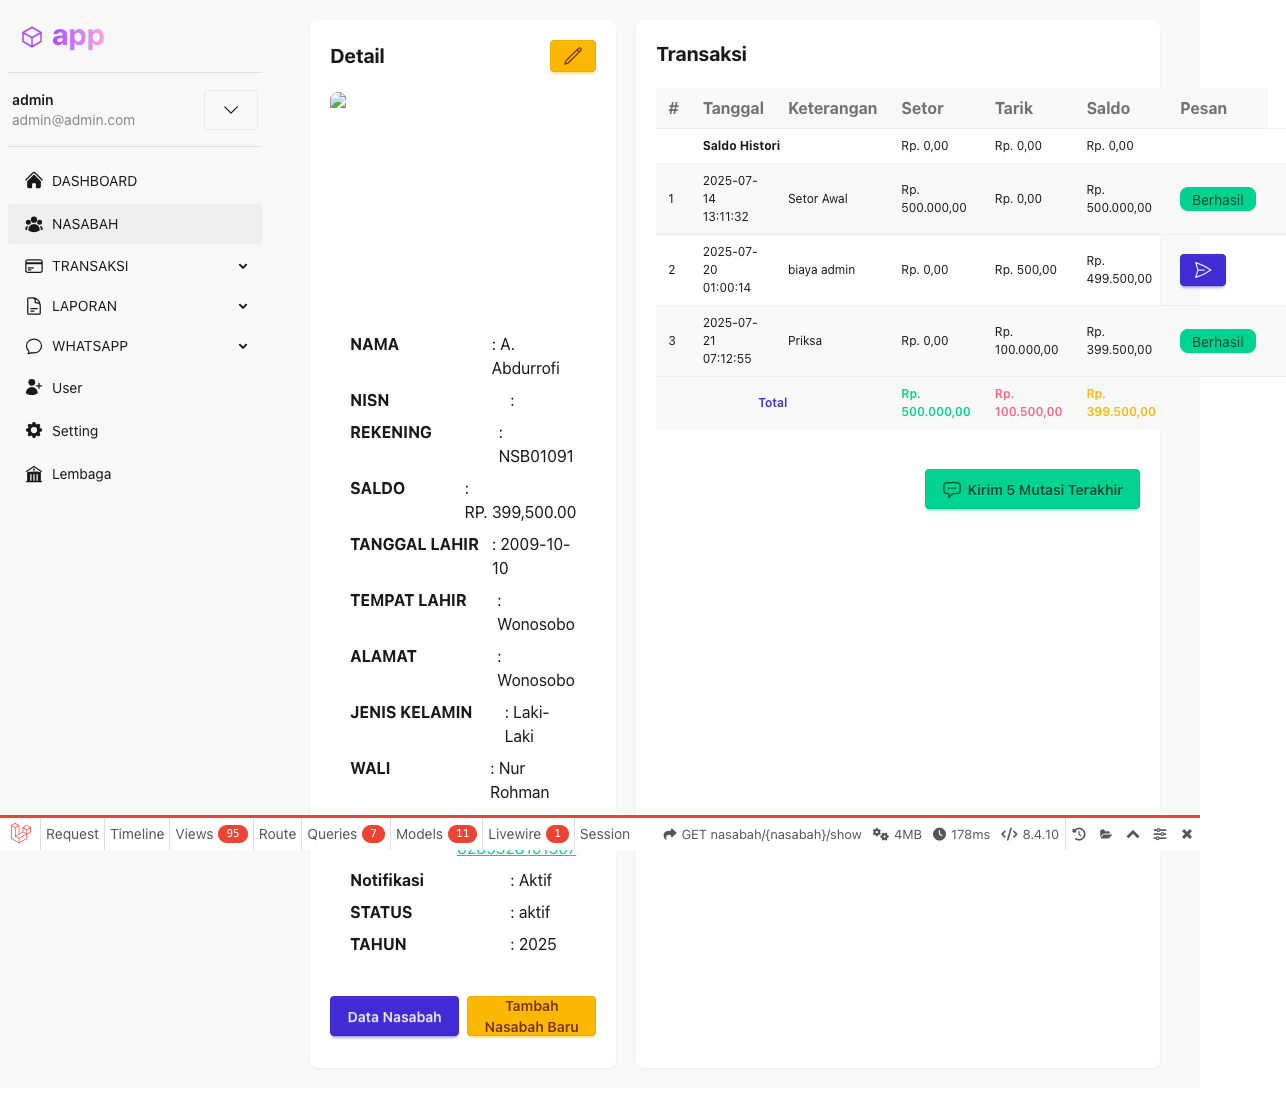 app
admin
admin@admin.com
DASHBOARD
NASABAH
TRANSAKSI
LAPORAN
WHATSAPP
User
Setting
Lembaga
Detail
NAMA : A.
Abdurrofi
NISN :
REKENING :
NSB01091
SALDO :
RP. 399,500.00
TANGGAL LAHIR : 2009-10-
10
TEMPAT LAHIR :
Wonosobo
ALAMAT :
Wonosobo
JENIS KELAMIN : Laki-
Laki
WALI : Nur
Rohman
Notifikasi : Aktif
STATUS : aktif
TAHUN : 2025
Data Nasabah
Tambah
Nasabah Baru
Transaksi
# Tanggal Keterangan Setor Tarik Saldo Pesan
Saldo Histori Rp. 0,00 Rp. 0,00 Rp. 0,00
2025-07-
14
13:11:32
1 Setor Awal Rp.
500.000,00 Rp. 0,00 Rp.
500.000,00 Berhasil
2025-07-
20
01:00:14
2 biaya admin Rp. 0,00 Rp. 500,00 Rp.
499.500,00
2025-07-
21
07:12:55
3 Priksa Rp. 0,00 Rp.
100.000,00 Rp.
399.500,00 Berhasil
Total Rp.
500.000,00 Rp.
100.500,00 Rp.
399.500,00
Kirim 5 Mutasi Terakhir
Request Timeline Views 95 Route Queries 7 Models 11 Livewire 1 Session GET nasabah/{nasabah}/show 4MB 178ms 8.4.10